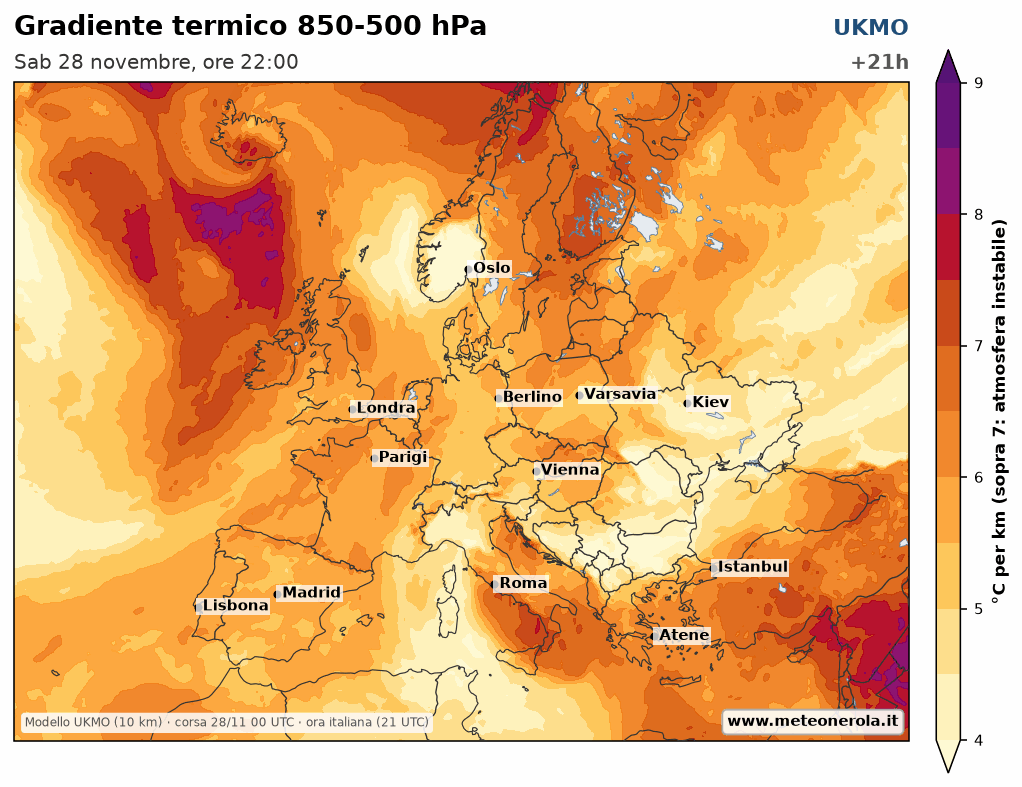 Gradiente termico 850-500 hPa
UKMO
Sab 28 novembre, ore 22:00
+21h
9
8
7
6
5
4
°C per km (sopra 7: atmosfera instabile)
Oslo
Berlino
Varsavia
Kiev
Londra
Parigi
Vienna
Istanbul
Roma
Madrid
Lisbona
Atene
Modello UKMO (10 km) · corsa 28/11 00 UTC · ora italiana (21 UTC)
www.meteonerola.it